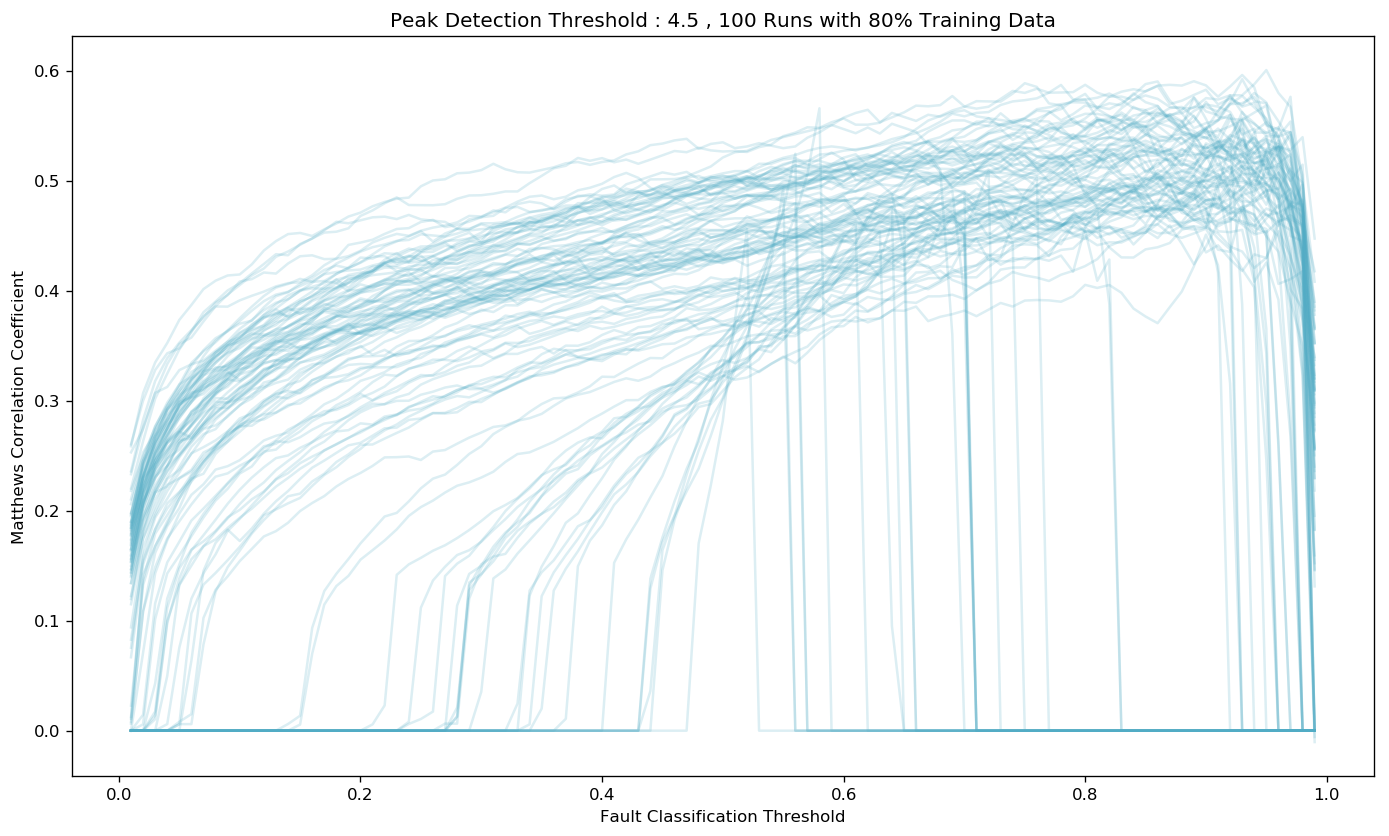 Peak Detection Threshold : 4.5 , 100 Runs with 80% Training Data
Matthews Correlation Coefficient
0.6
0.5
0.4
0.3
0.2
0.1
0.0
0.0 0.2 0.4 0.6 0.8 1.0
Fault Classification Threshold